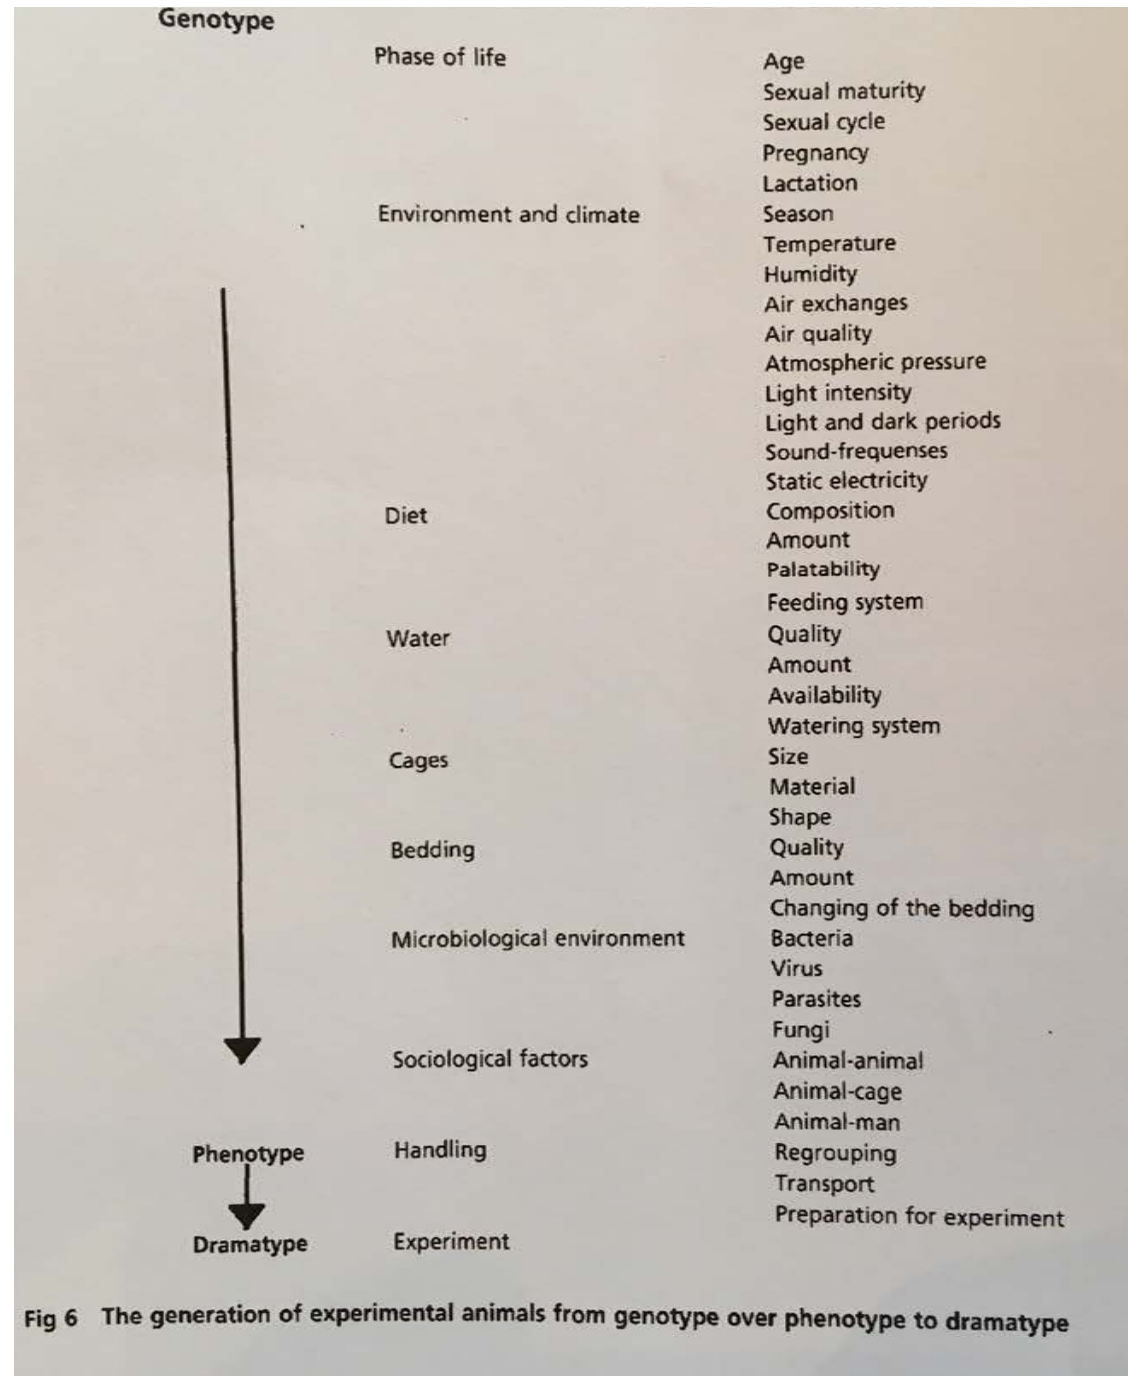 Genotype
Phase of life Age
Sexual maturity
Sexual cycle
Pregnancy
Lactation
Environment and climate Season
Temperature
Humidity
Air exchanges
Air quality
Atmospheric pressure
Light intensity
Light and dark periods
Sound-frequenses
Static electricity
Diet Composition
Amount
Palatability
Feeding system
Water Quality
Amount
Availability
Watering system
Cages Size
Material
Shape
Bedding Quality
Amount
Changing of the bedding
Microbiological environment Bacteria
Virus
Parasites
Fungi
Sociological factors Animal-animal
Animal-cage
Animal-man
Phenotype Handling Regrouping
Transport
Preparation for experiment
Dramatype Experiment
Fig 6 The generation of experimental animals from genotype over phenotype to dramatype